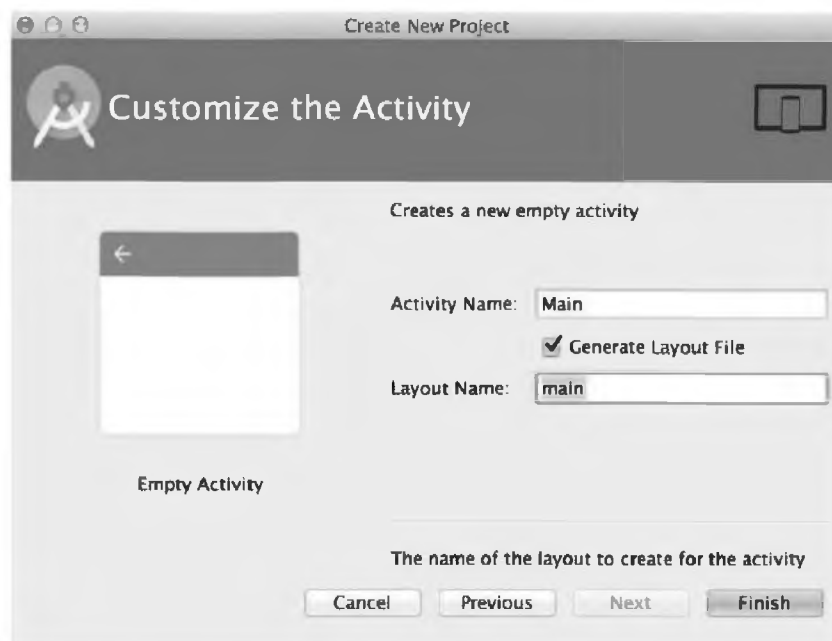 Create New Project
Customize the Activity
Creates a new empty activity
Activity Name: Main
Generate Layout File
Layout Name: main
Empty Activity
The name of the layout to create for the activity
Cancel Previous Next Finish